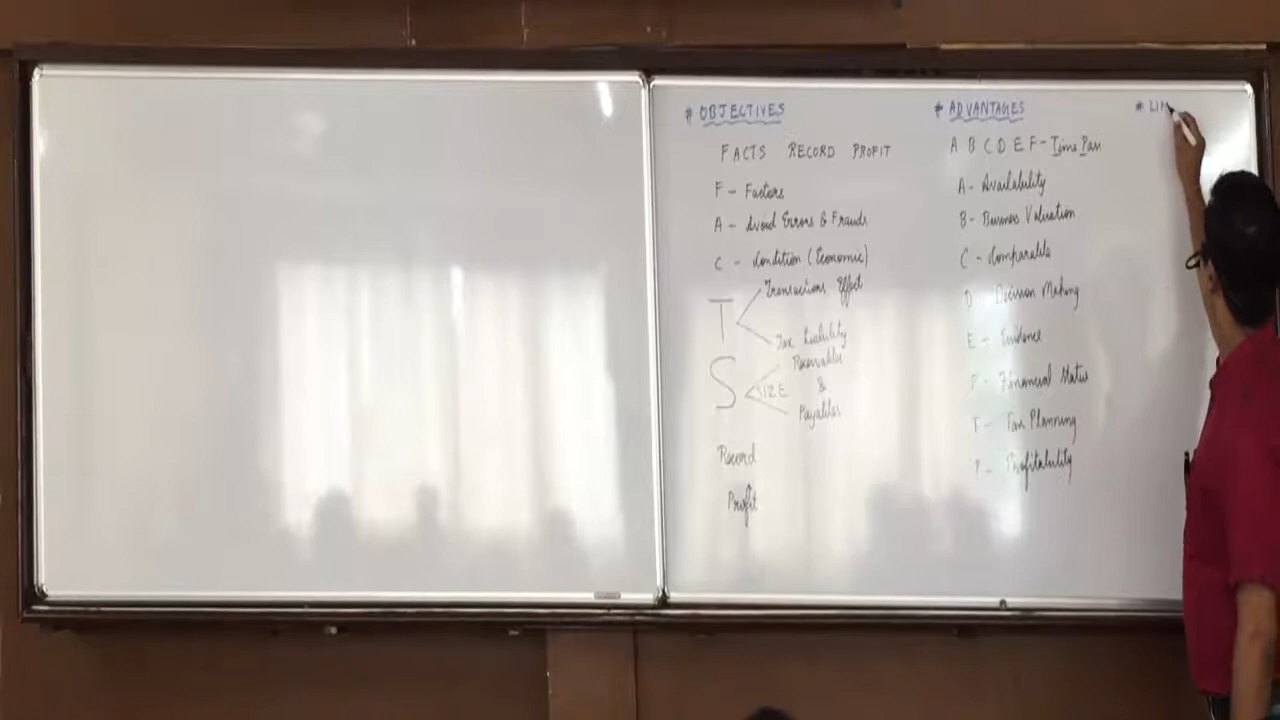 # OBJECTIVES
FACTS RECORD PROFIT
F - Factors
A - Avoid Errors & Frauds
C - Condition (Economic)
T
Transactions Effect
Tax Liability
S
SIZE
Receivables
&
Payables
Record
Profit
# ADVANTAGES
A B C D E F - Time Pass
A - Availability
B - Business Valuation
C - Comparable
D - Decision Making
E - Evidence
F - Financial Status
T - Tax Planning
P - Profitability
# LIM